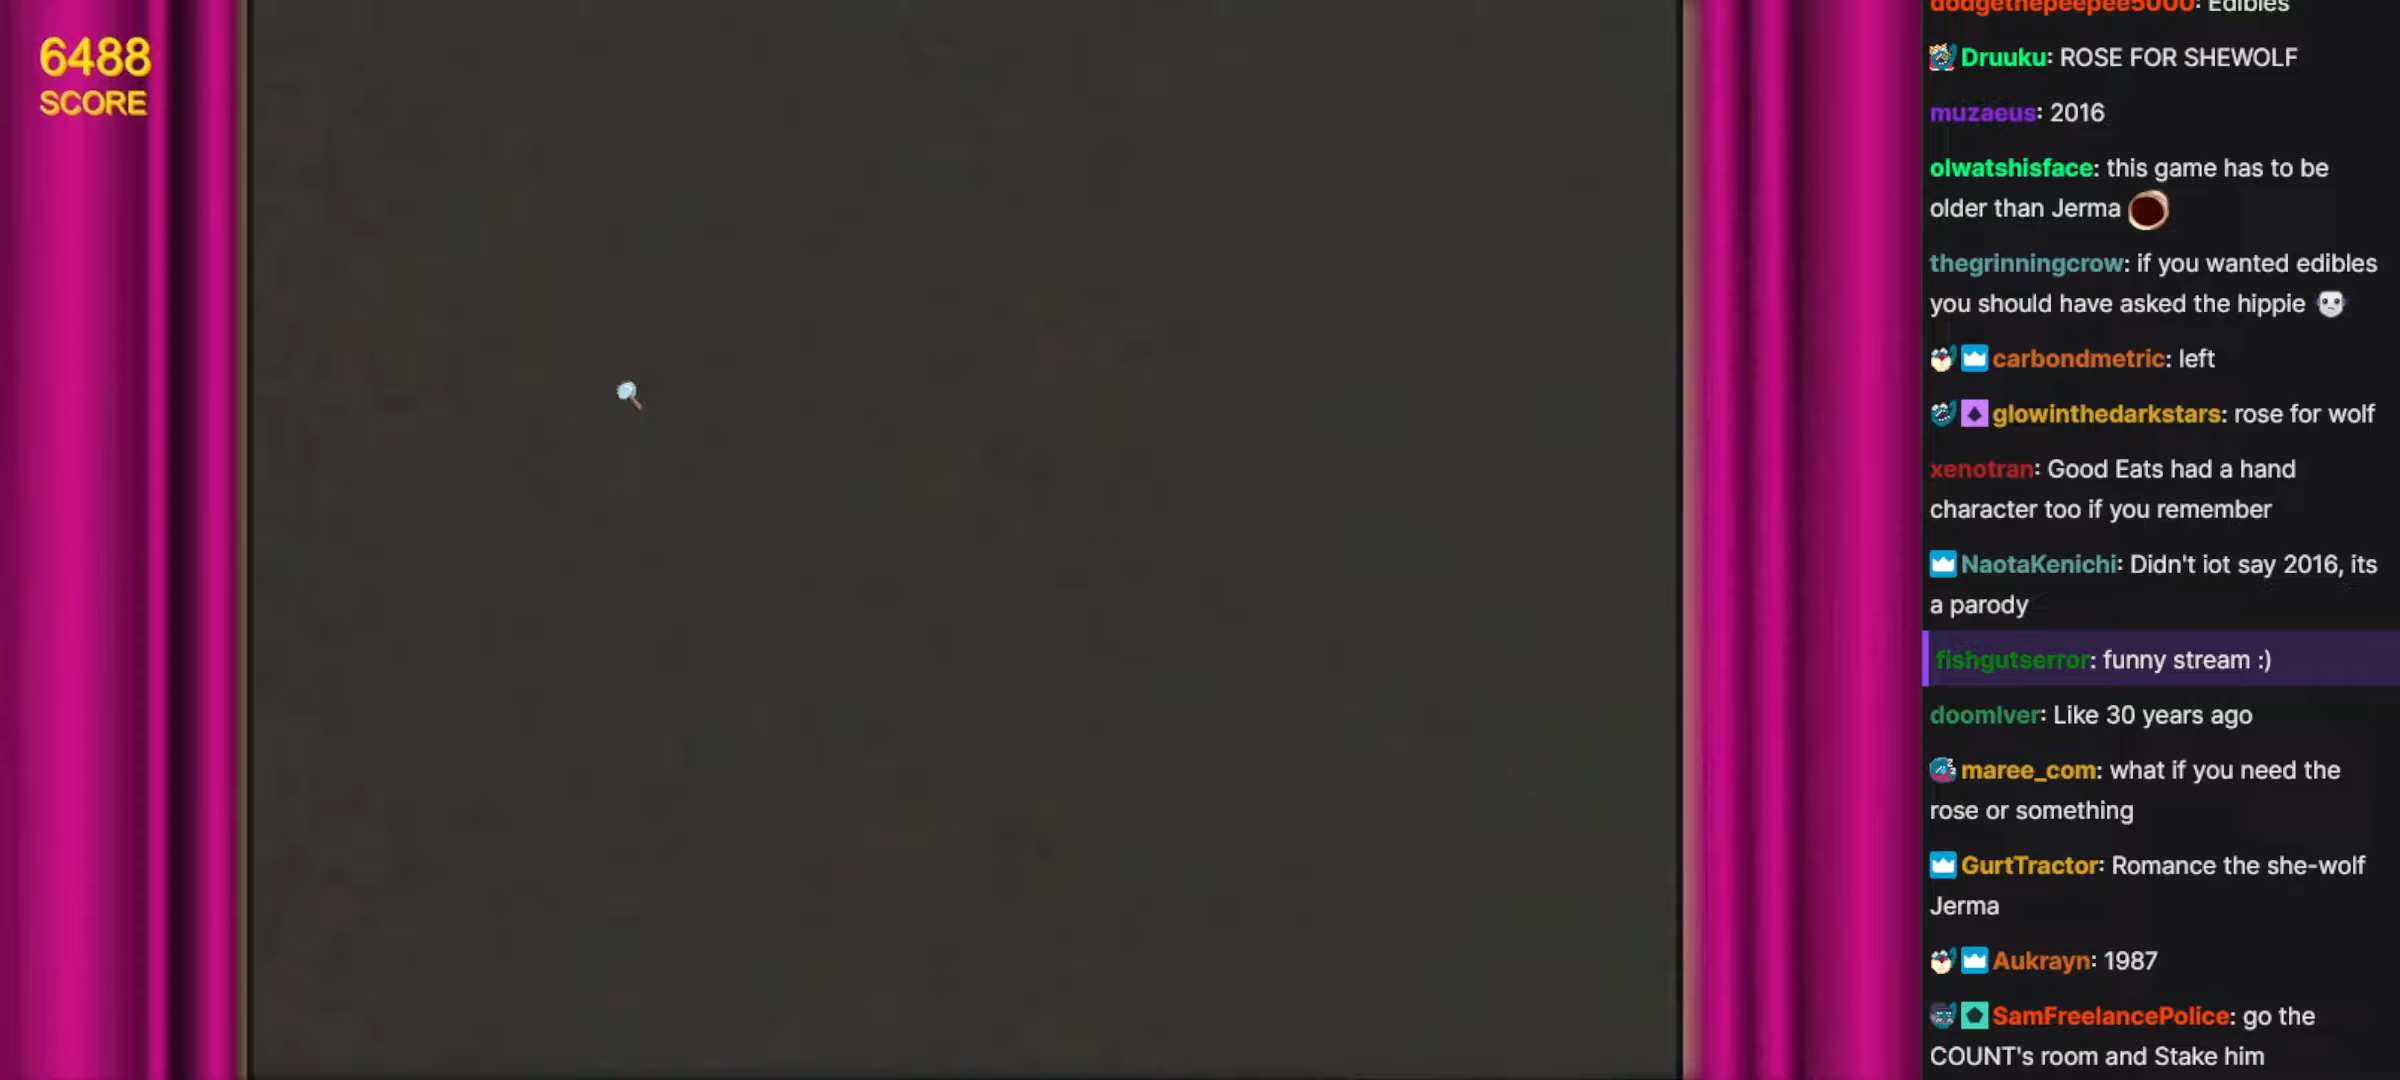 6488
SCORE
dodgethepeepee5000: Edibles
Druuku: ROSE FOR SHEWOLF
muzaeus: 2016
olwatshisface: this game has to be
older than Jerma
thegrinningcrow: if you wanted edibles
you should have asked the hippie
carbondmetric: left
glowinthedarkstars: rose for wolf
xenotran: Good Eats had a hand
character too if you remember
NaotaKenichi: Didn't iot say 2016, its
a parody
fishgutserror: funny stream :)
doomlver: Like 30 years ago
maree_com: what if you need the
rose or something
GurtTractor: Romance the she-wolf
Jerma
Aukrayn: 1987
SamFreelancePolice: go the
COUNT's room and Stake him